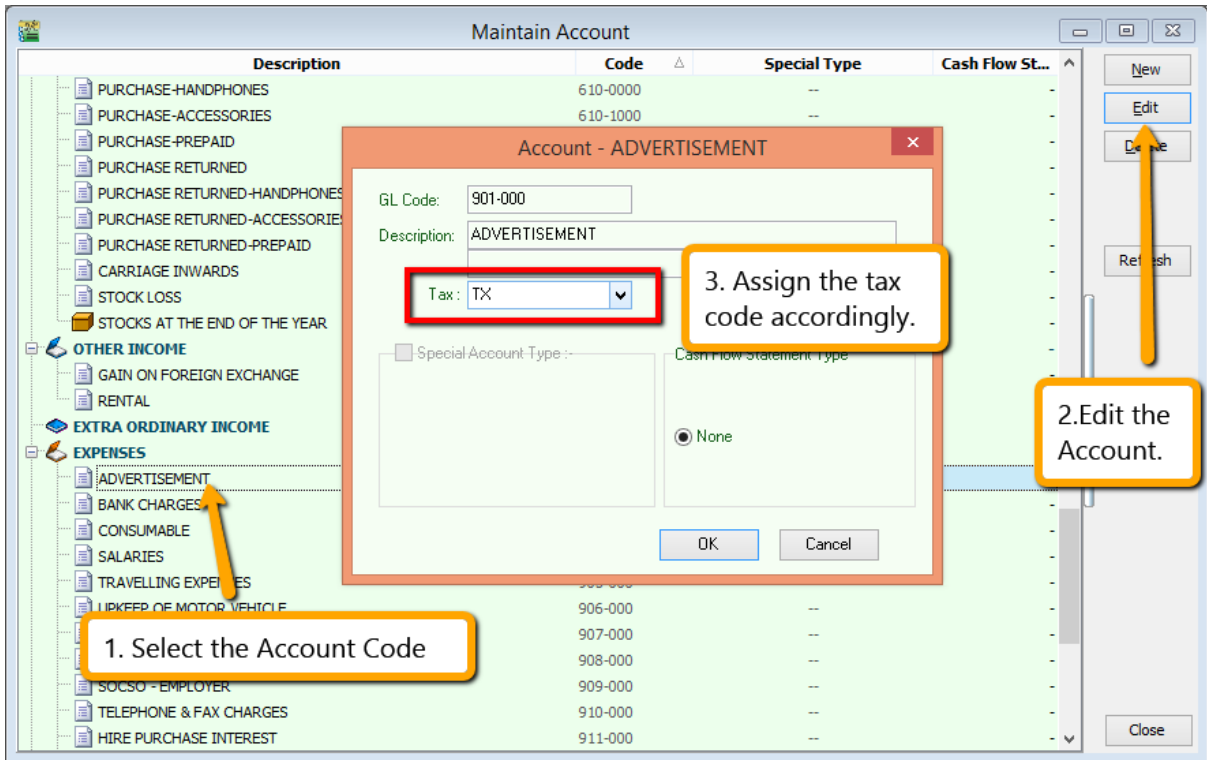 Maintain Account
Description Code Special Type Cash Flow St...
New
PURCHASE-HANDPHONES 610-0000 -- -
Edit
PURCHASE-ACCESSORIES 610-1000 -- -
PURCHASE-PREPAID -
PURCHASE RETURNED -
PURCHASE RETURNED-HANDPHONES -
PURCHASE RETURNED-ACCESSORIES -
PURCHASE RETURNED-PREPAID -
Refresh
CARRIAGE INWARDS -
STOCK LOSS -
STOCKS AT THE END OF THE YEAR -
OTHER INCOME -
GAIN ON FOREIGN EXCHANGE -
RENTAL
EXTRA ORDINARY INCOME
EXPENSES
ADVERTISEMENT
BANK CHARGES -
CONSUMABLE -
SALARIES -
TRAVELLING EXPENSES -
UPKEEP OF MOTOR VEHICLE 906-000 -- -
907-000 -- -
908-000 -- -
SOCSO - EMPLOYER 909-000 -- -
TELEPHONE & FAX CHARGES 910-000 -- -
HIRE PURCHASE INTEREST 911-000 -- -
Close
Account - ADVERTISEMENT
GL Code: 901-000
Description: ADVERTISEMENT
Tax : TX
Special Account Type :-
Cash Flow Statement Type
None
OK Cancel
1. Select the Account Code
2.Edit the
Account.
3. Assign the tax
code accordingly.